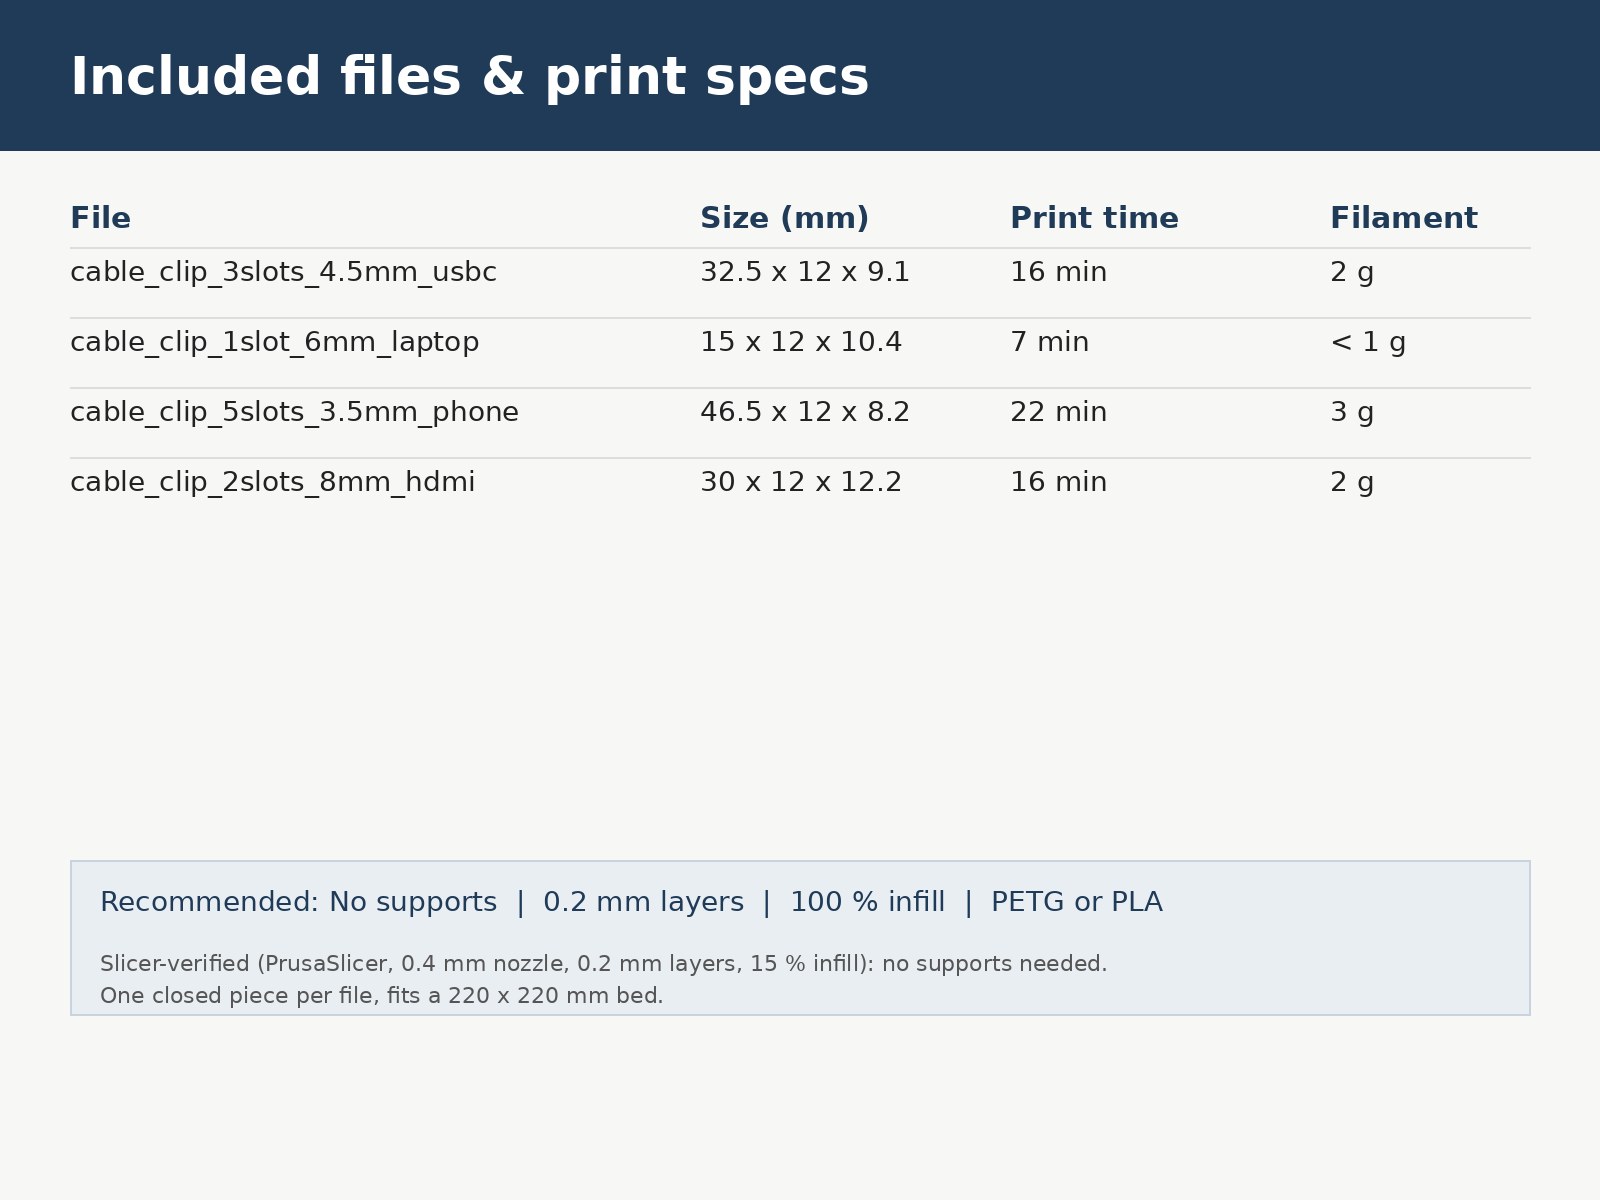 Included files & print specs
File Size (mm) Print time Filament
cable_clip_3slots_4.5mm_usbc 32.5 x 12 x 9.1 16 min 2 g
cable_clip_1slot_6mm_laptop 15 x 12 x 10.4 7 min < 1 g
cable_clip_5slots_3.5mm_phone 46.5 x 12 x 8.2 22 min 3 g
cable_clip_2slots_8mm_hdmi 30 x 12 x 12.2 16 min 2 g
Recommended: No supports | 0.2 mm layers | 100 % infill | PETG or PLA
Slicer-verified (PrusaSlicer, 0.4 mm nozzle, 0.2 mm layers, 15 % infill): no supports needed.
One closed piece per file, fits a 220 x 220 mm bed.